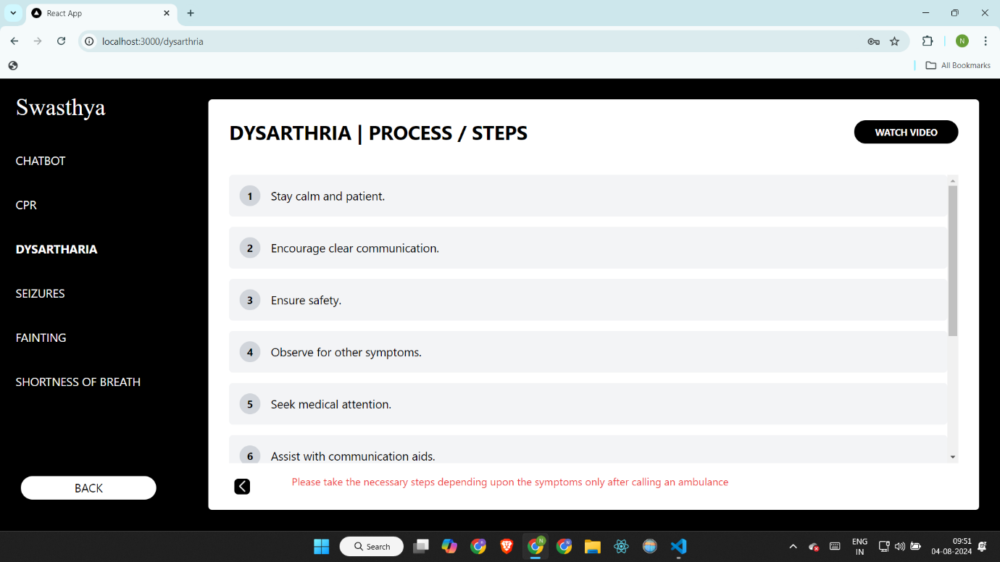 React App
localhost:3000/dysarthria
N
All Bookmarks
Swasthya
CHATBOT
CPR
DYSARTHARIA
SEIZURES
FAINTING
SHORTNESS OF BREATH
BACK
DYSARTHRIA | PROCESS / STEPS
WATCH VIDEO
1 Stay calm and patient.
2 Encourage clear communication.
3 Ensure safety.
4 Observe for other symptoms.
5 Seek medical attention.
6 Assist with communication aids.
Please take the necessary steps depending upon the symptoms only after calling an ambulance
Search
ENG
IN
09:51
04-08-2024